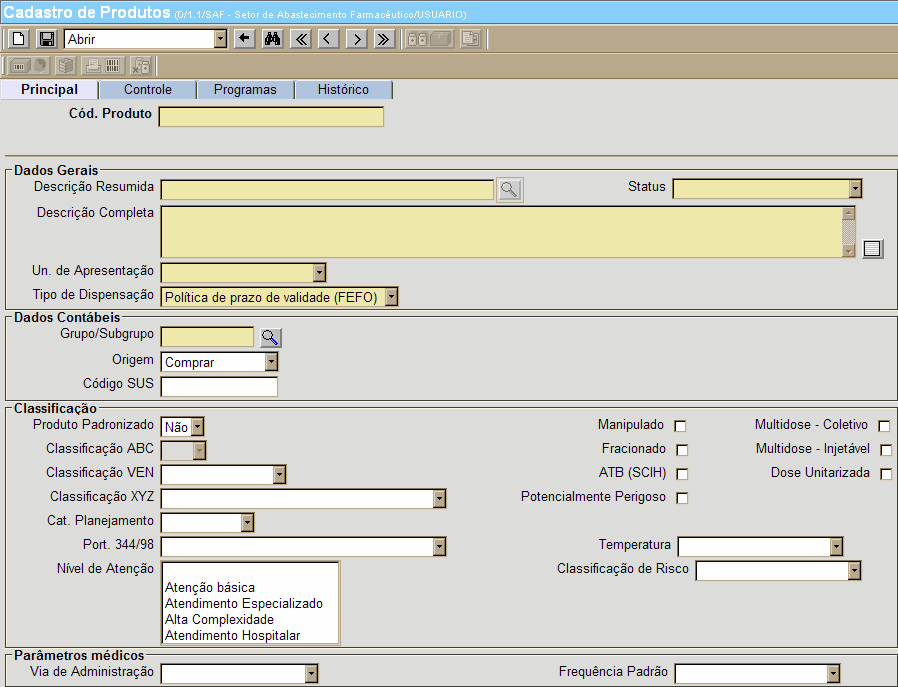 Cadastro de Produtos (0/1.1/SAF - Setor de Abastecimento Farmacêutico/USUARIO)
Abrir
Principal Controle Programas Histórico
Cód. Produto
Dados Gerais
Descrição Resumida Status
Descrição Completa
Un. de Apresentação
Tipo de Dispensação Política de prazo de validade (FEFO)
Dados Contábeis
Grupo/Subgrupo
Origem Comprar
Código SUS
Classificação
Produto Padronizado Não Manipulado Multidose - Coletivo
Classificação ABC Fracionado Multidose - Injetável
Classificação VEN ATB (SCIH) Dose Unitarizada
Classificação XYZ Potencialmente Perigoso
Cat. Planejamento
Port. 344/98 Temperatura
Nível de Atenção Classificação de Risco
Atenção básica
Atendimento Especializado
Alta Complexidade
Atendimento Hospitalar
Parâmetros médicos
Via de Administração Frequência Padrão